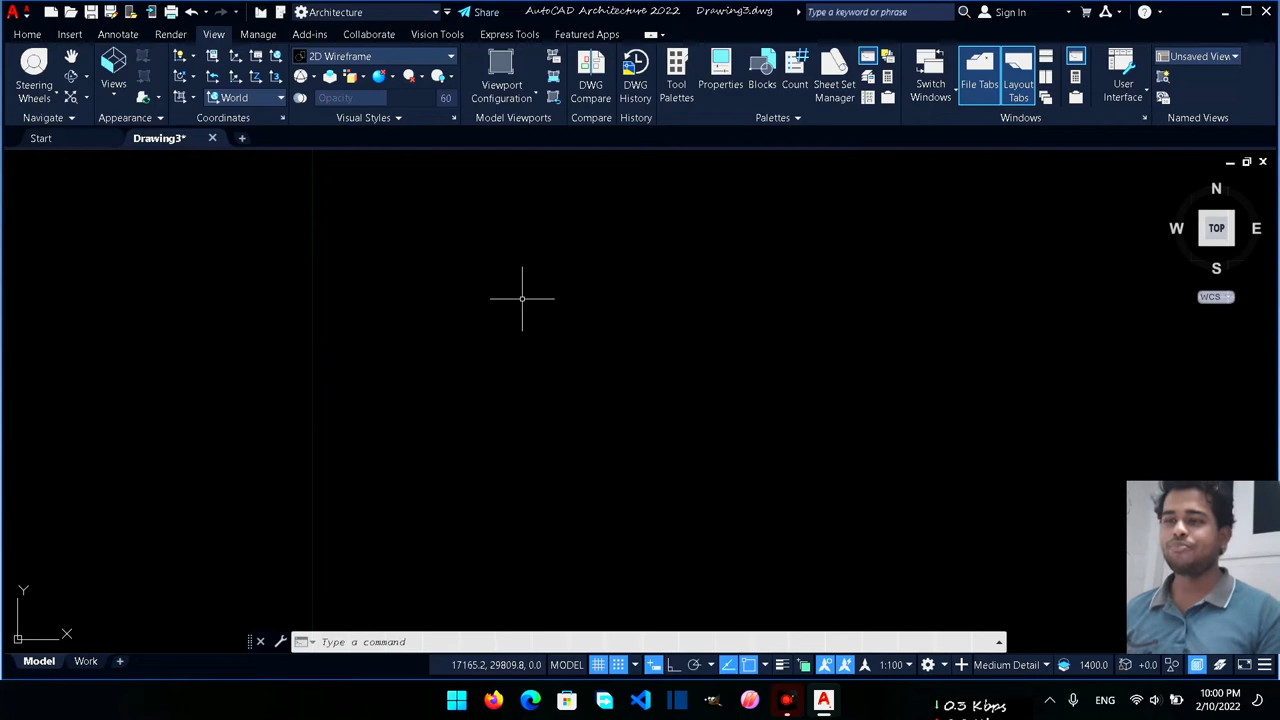 Architecture
Share
AutoCAD Architecture 2022 Drawing3.dwg
Type a keyword or phrase
Sign In
Home Insert Annotate Render View Manage Add-ins Collaborate Vision Tools Express Tools Featured Apps
Steering Wheels
Navigate
Views
Appearance
World
Coordinates
2D Wireframe
Opacity 60
Visual Styles
Viewport Configuration
Model Viewports
DWG Compare
Compare
DWG History
History
Tool Palettes
Properties
Blocks
Count
Sheet Set Manager
Palettes
Switch Windows
File Tabs
Layout Tabs
User Interface
Windows
Unsaved View
Named Views
Start
Drawing3*
N
W TOP E
S
WCS
Y
X
Type a command
Model Work
17165.2, 29809.8, 0.0 MODEL
1:100
Medium Detail
1400.0
+0.0
ENG
10:00 PM
2/10/2022
0.3 Kbps